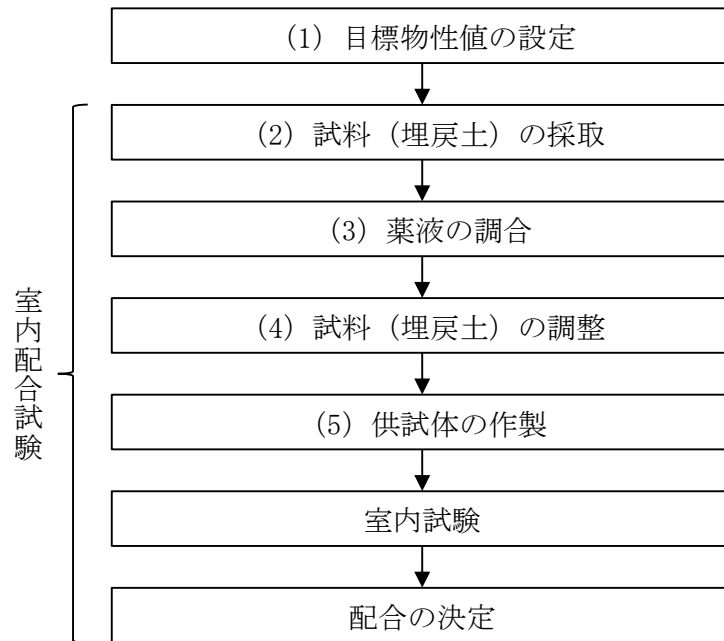 (1) 目標物性値の設定
(2) 試料（埋戻土）の採取
(3) 薬液の調合
(4) 試料（埋戻土）の調整
(5) 供試体の作製
室内試験
配合の決定
室内配合試験